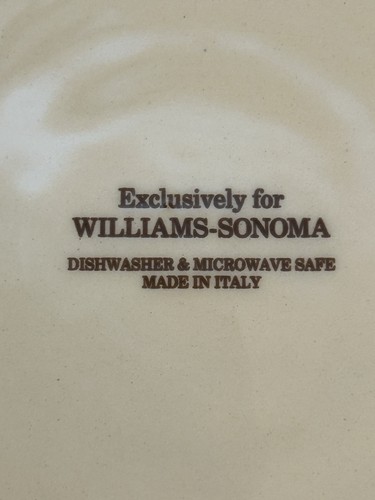 Exclusively for
WILLIAMS-SONOMA
DISHWASHER & MICROWAVE SAFE
MADE IN ITALY